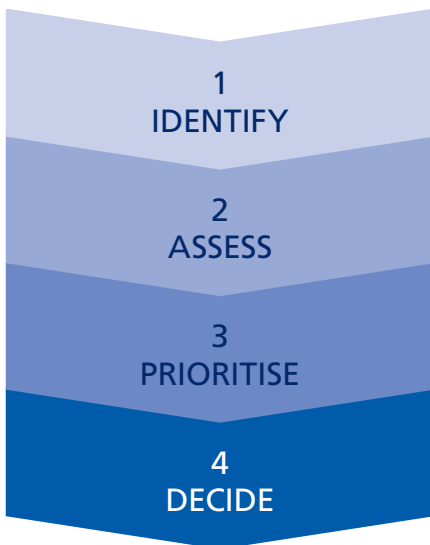 1
IDENTIFY
2
ASSESS
3
PRIORITISE
4
DECIDE